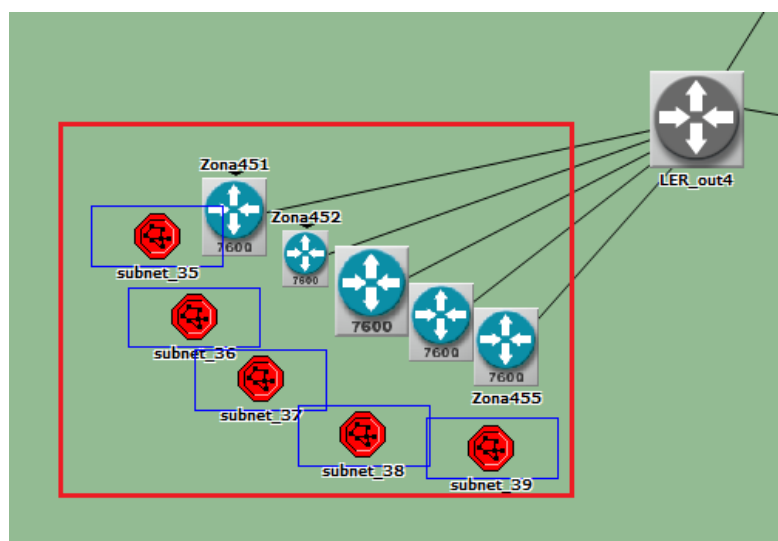 Zona451
LER_out4
Zona452
7600
subnet_35
7600
7600
subnet_36
7600
7600
Zona455
subnet_37
subnet_38
subnet_39